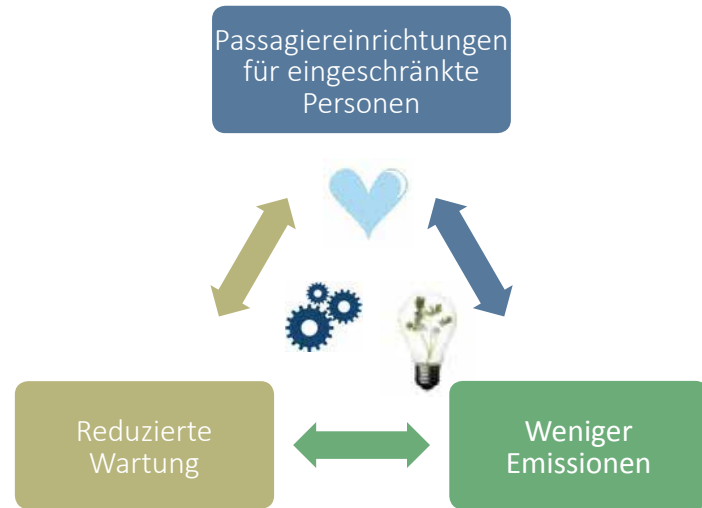 Passagiereinrichtungen
für eingeschränkte
Personen
Reduzierte
Wartung
Weniger
Emissionen